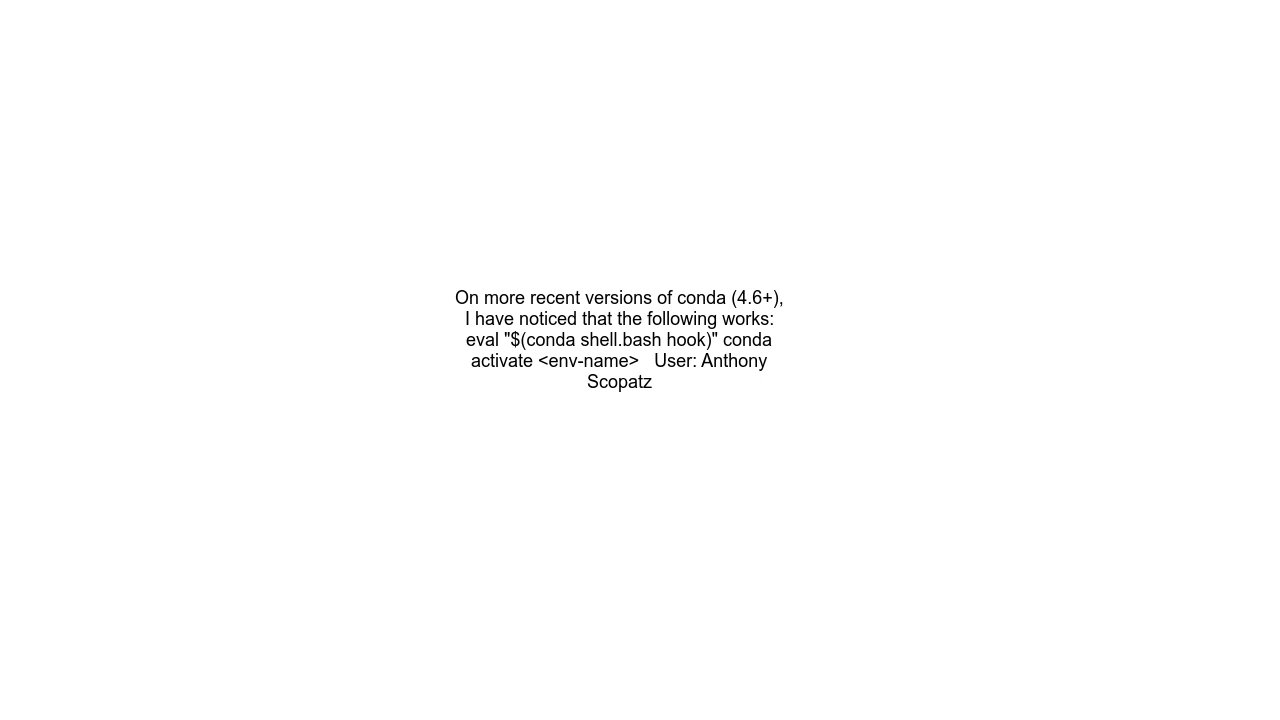 On more recent versions of conda (4.6+),
I have noticed that the following works:
eval "$(conda shell.bash hook)" conda
activate <env-name>   User: Anthony
Scopatz